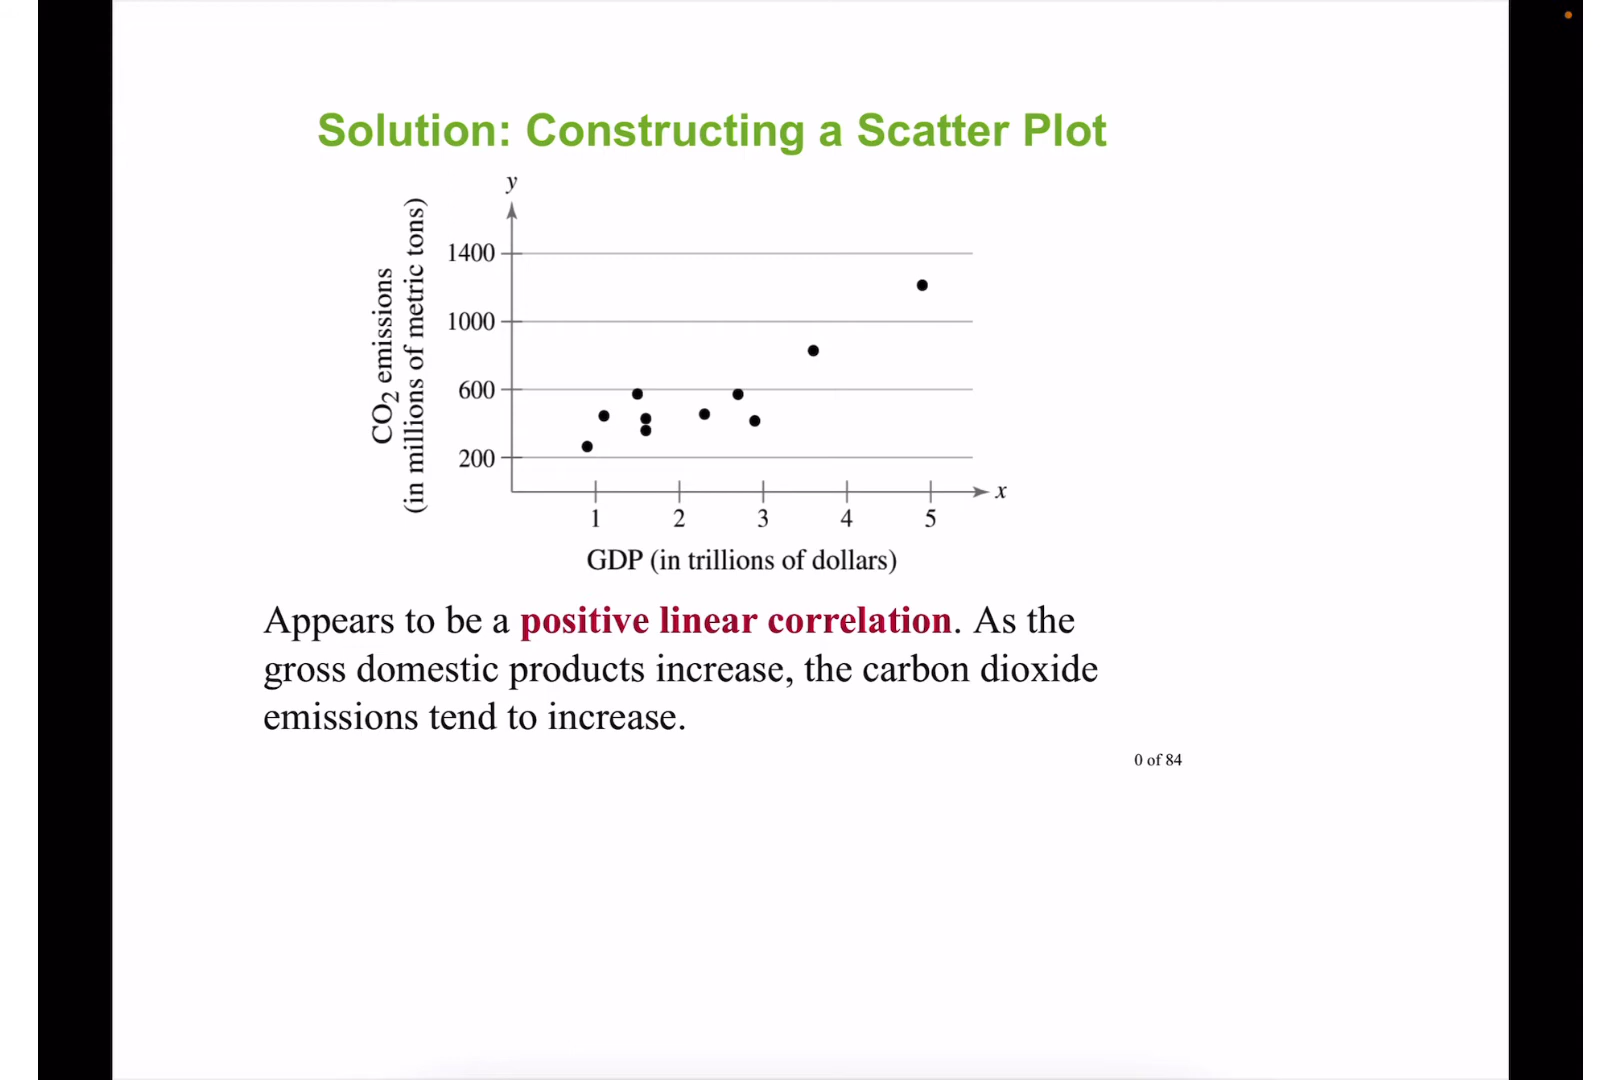 Solution: Constructing a Scatter Plot
y
CO2 emissions
(in millions of metric tons)
1400
1000
600
200
x
1 2 3 4 5
GDP (in trillions of dollars)
Appears to be a positive linear correlation. As the
gross domestic products increase, the carbon dioxide
emissions tend to increase.
0 of 84